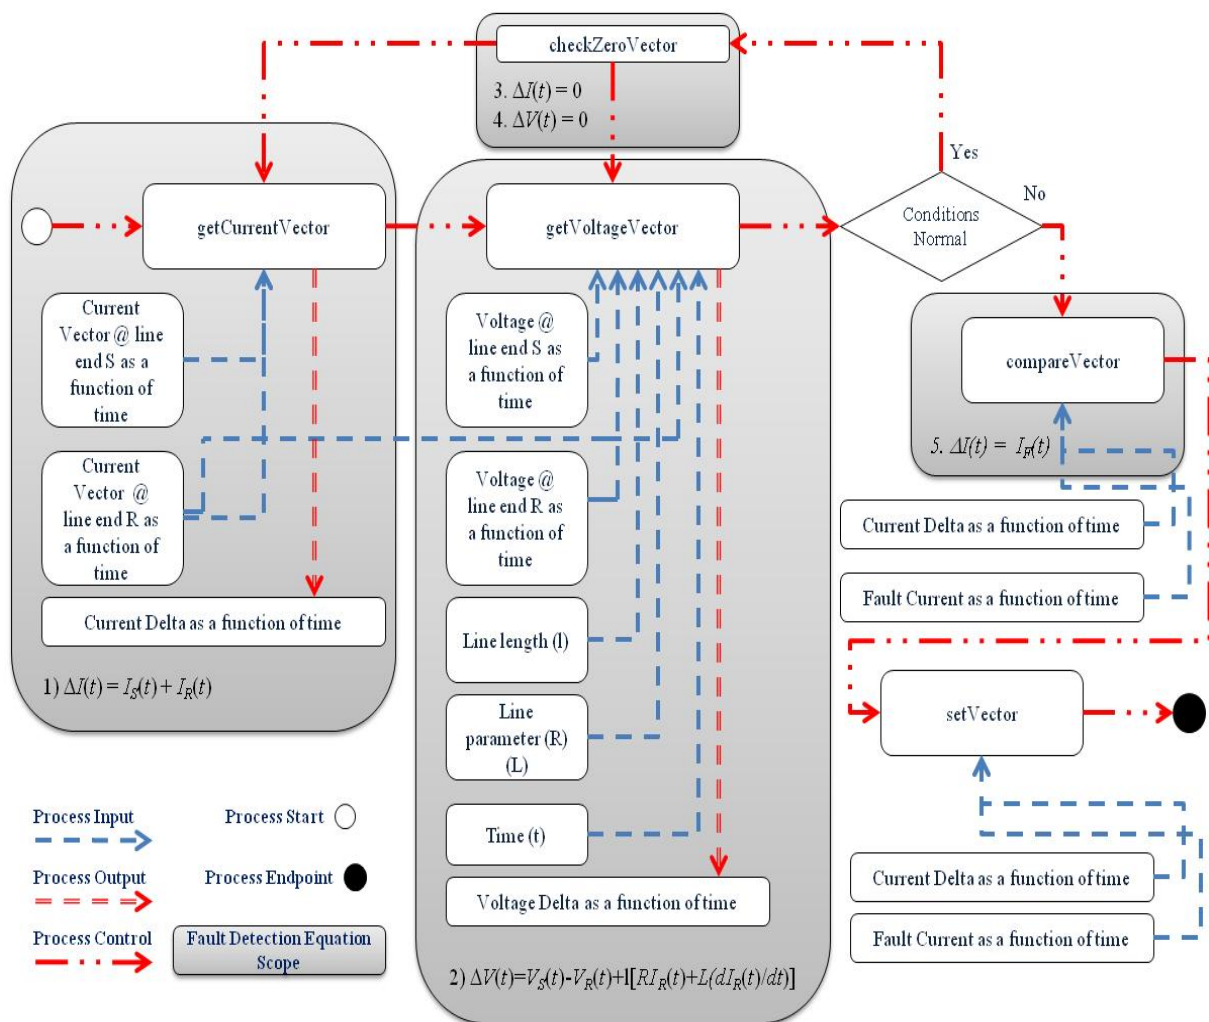 checkZeroVector
3. ΔI(t) = 0
4. ΔV(t) = 0
Yes
No
Conditions
Normal
getCurrentVector
getVoltageVector
Current
Vector @ line
end S as a
function of
time
Current
Vector @
line end R as
a function of
time
Current Delta as a function of time
1) ΔI(t) = I_S(t) + I_R(t)
Voltage @
line end S as
a function of
time
Voltage @
line end R as
a function of
time
Line length (l)
Line
parameter (R)
(L)
Time (t)
Voltage Delta as a function of time
2) ΔV(t)=V_S(t)-V_R(t)+l[RI_R(t)+L(dI_R(t)/dt)]
compareVector
5. ΔI(t) = I_F(t)
Current Delta as a function of time
Fault Current as a function of time
setVector
Current Delta as a function of time
Fault Current as a function of time
Process Input
Process Start
Process Output
Process Endpoint
Process Control
Fault Detection Equation
Scope